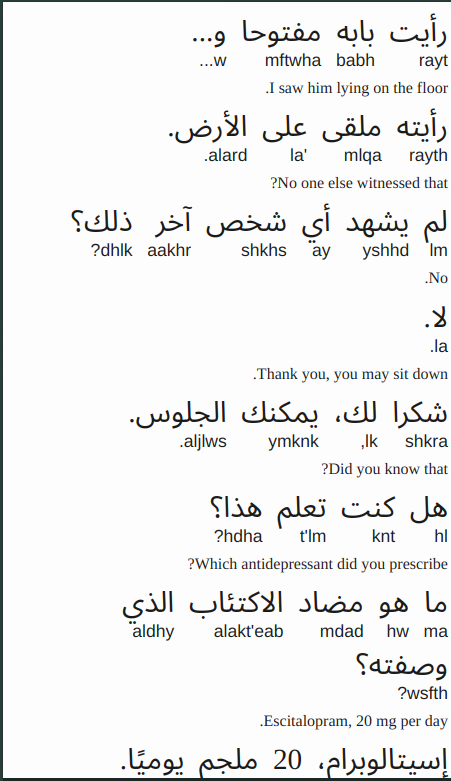 رأيت بابه مفتوحا و...
rayt babh mftwha w...
I saw him lying on the floor.
رأيته ملقى على الأرض.
rayth mlqa la' alard.
No one else witnessed that?
لم يشهد أي شخص آخر ذلك؟
lm yshhd ay shkhs aakhr dhlk?
No.
لا.
la.
Thank you, you may sit down.
شكرا لك، يمكنك الجلوس.
shkra lk, ymknk aljlws.
Did you know that?
هل كنت تعلم هذا؟
hl knt t'lm hdha?
Which antidepressant did you prescribe?
ما هو مضاد الاكتئاب الذي
ma hw mdad alakt'eab aldhy
وصفته؟
wsfth?
Escitalopram, 20 mg per day.
إسيتالوبرام، 20 ملجم يوميًا.